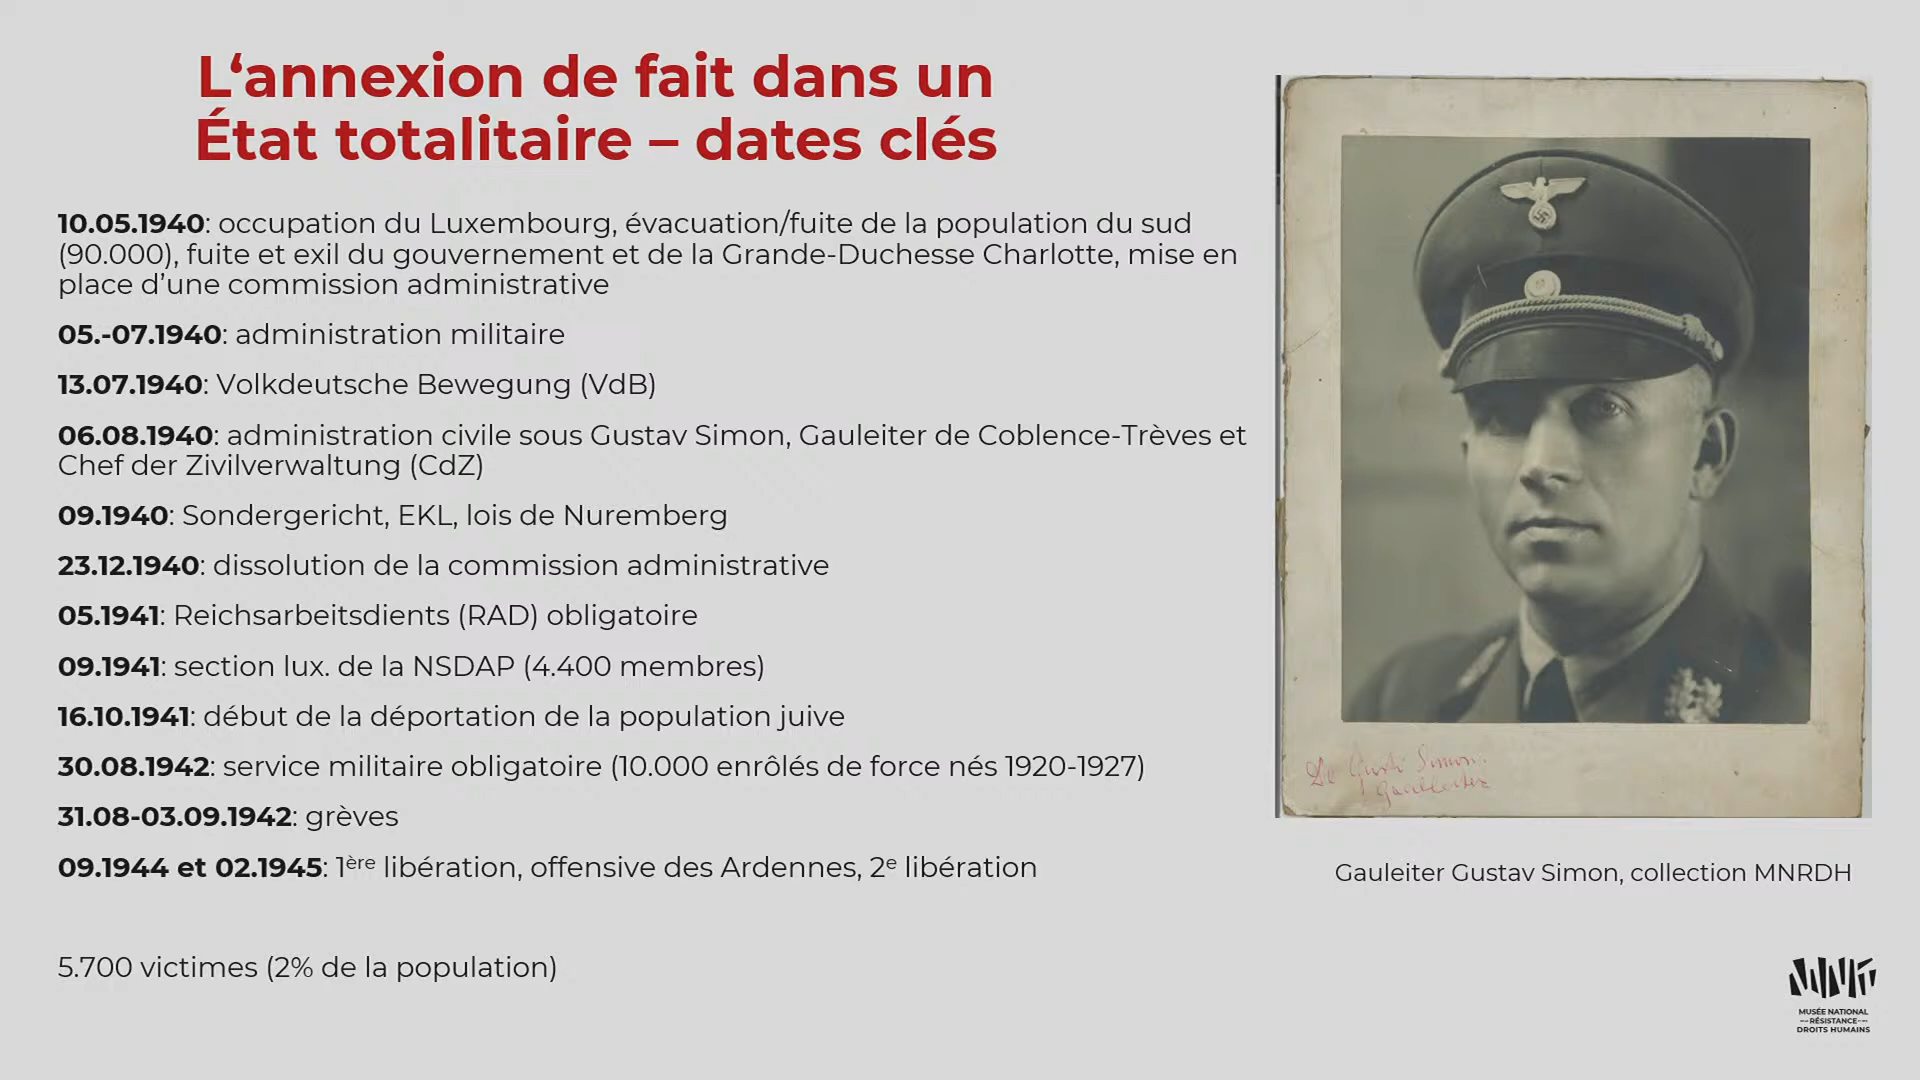 L‘annexion de fait dans un
État totalitaire – dates clés
10.05.1940: occupation du Luxembourg, évacuation/fuite de la population du sud
(90.000), fuite et exil du gouvernement et de la Grande-Duchesse Charlotte, mise en
place d’une commission administrative
05.-07.1940: administration militaire
13.07.1940: Volkdeutsche Bewegung (VdB)
06.08.1940: administration civile sous Gustav Simon, Gauleiter de Coblence-Trèves et
Chef der Zivilverwaltung (CdZ)
09.1940: Sondergericht, EKL, lois de Nuremberg
23.12.1940: dissolution de la commission administrative
05.1941: Reichsarbeitsdients (RAD) obligatoire
09.1941: section lux. de la NSDAP (4.400 membres)
16.10.1941: début de la déportation de la population juive
30.08.1942: service militaire obligatoire (10.000 enrôlés de force nés 1920-1927)
31.08-03.09.1942: grèves
09.1944 et 02.1945: 1ère libération, offensive des Ardennes, 2e libération
5.700 victimes (2% de la population)
De Gusti Simon.
Gauleiter
Gauleiter Gustav Simon, collection MNRDH
MUSÉE NATIONAL
RÉSISTANCE
DROITS HUMAINS